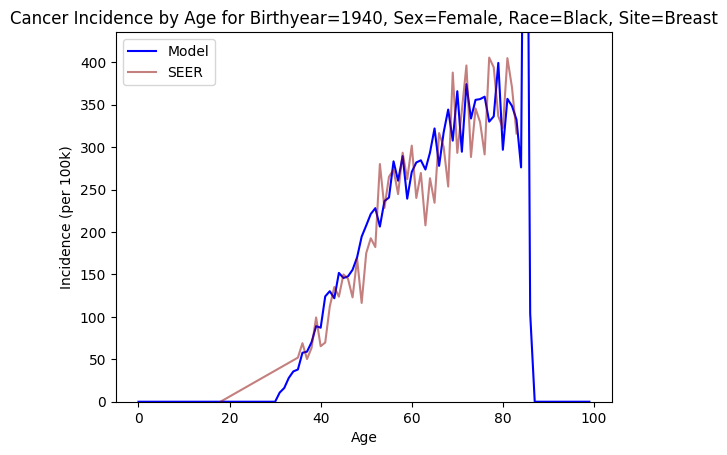 Cancer Incidence by Age for Birthyear=1940, Sex=Female, Race=Black, Site=Breast
Model
SEER
400
350
300
250
200
150
100
50
0
Incidence (per 100k)
0 20 40 60 80 100
Age